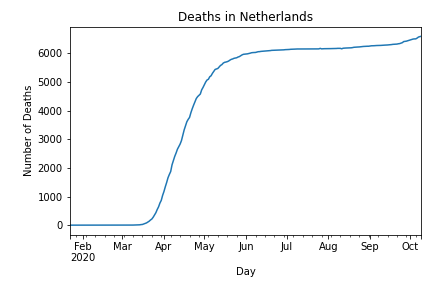 Deaths in Netherlands
Number of Deaths
6000
5000
4000
3000
2000
1000
0
Feb Mar Apr May Jun Jul Aug Sep Oct
2020
Day